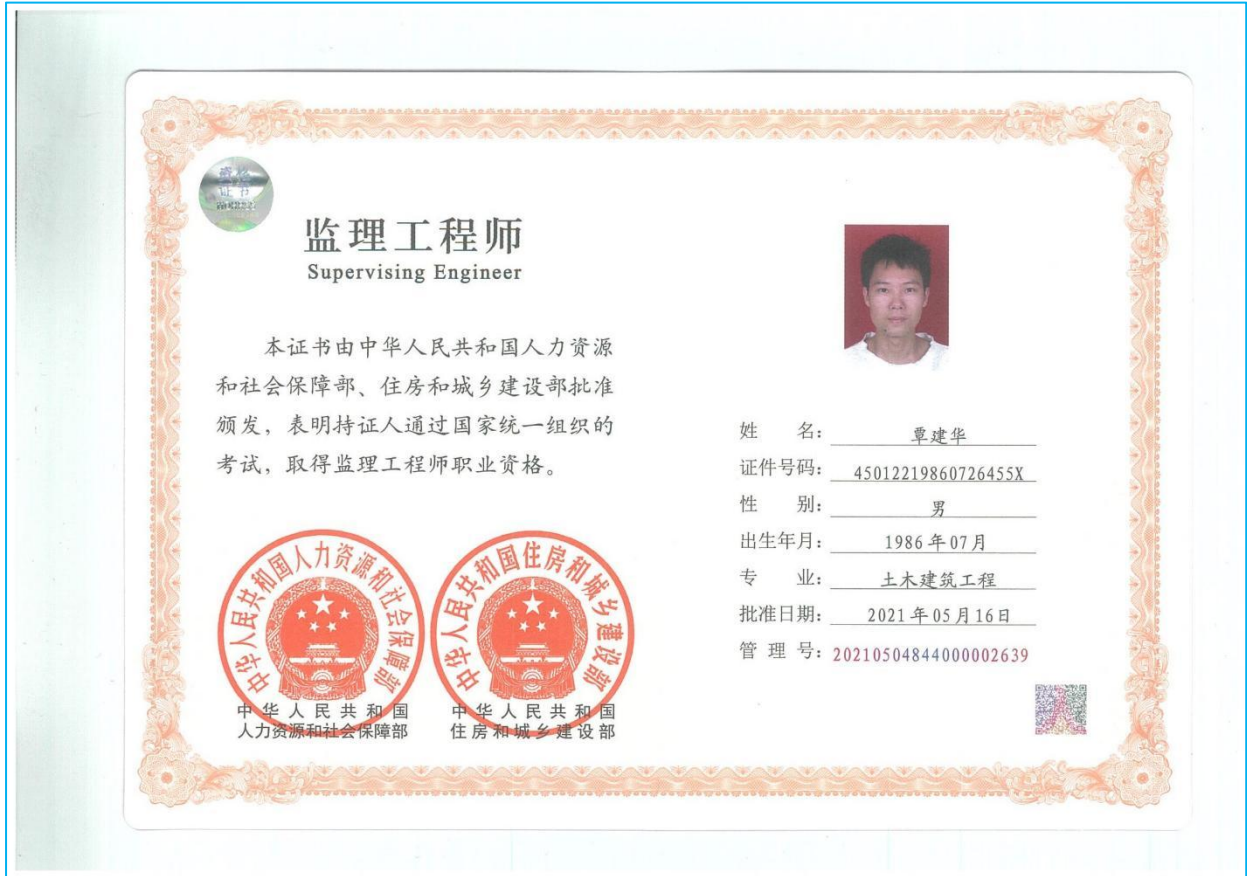 资格
证书
监理工程师
Supervising Engineer
本证书由中华人民共和国人力资源
和社会保障部、住房和城乡建设部批准
颁发，表明持证人通过国家统一组织的
考试，取得监理工程师职业资格。
中华人民共和国人力资源和社会保障部
中华人民共和国住房和城乡建设部
中华人民共和国
人力资源和社会保障部
中华人民共和国
住房和城乡建设部
姓 名： 覃建华
证件号码： 45012219860726455X
性 别： 男
出生年月： 1986年07月
专 业： 土木建筑工程
批准日期： 2021年05月16日
管 理 号：20210504844000002639